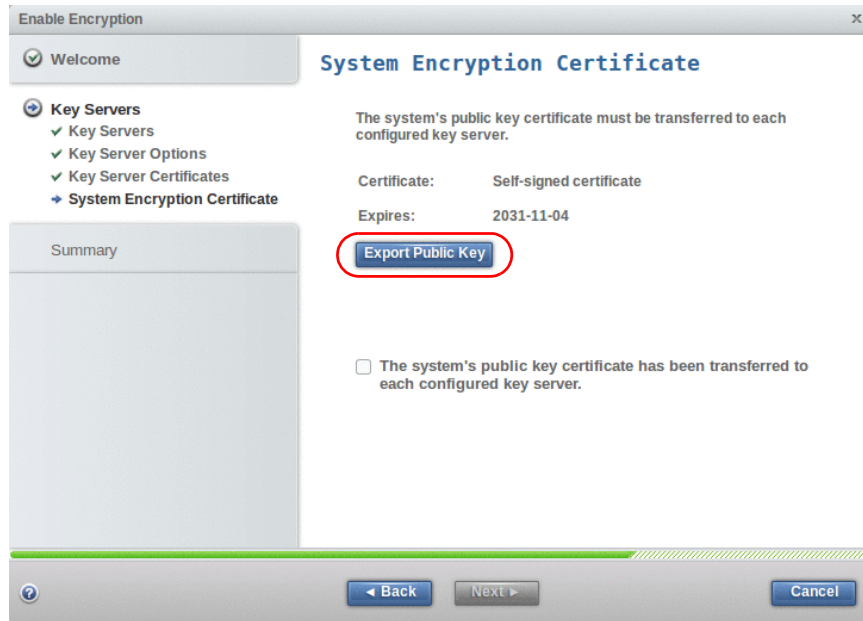 Enable Encryption
x
Welcome
Key Servers
Key Servers
Key Server Options
Key Server Certificates
System Encryption Certificate
Summary
System Encryption Certificate
The system's public key certificate must be transferred to each
configured key server.
Certificate: Self-signed certificate
Expires: 2031-11-04
Export Public Key
The system's public key certificate has been transferred to
each configured key server.
?
◄ Back
Next ►
Cancel